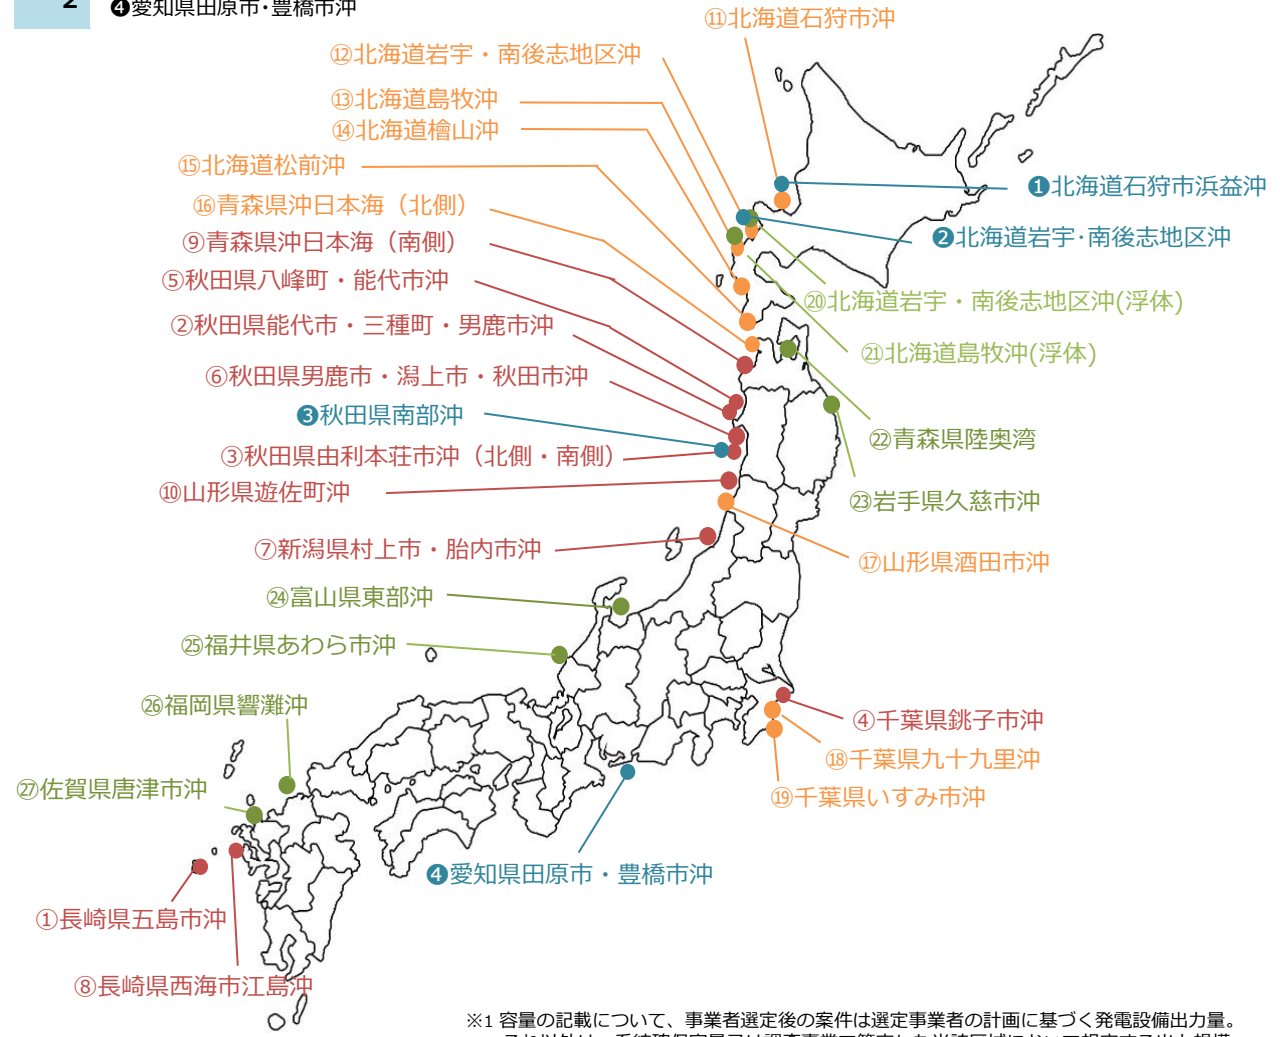 2
❹愛知県田原市・豊橋市沖
⑪北海道石狩市沖
⑫北海道岩宇・南後志地区沖
⑬北海道島牧沖
⑭北海道檜山沖
⑮北海道松前沖
❶北海道石狩市浜益沖
⑯青森県沖日本海（北側）
❷北海道岩宇・南後志地区沖
⑨青森県沖日本海（南側）
⑤秋田県八峰町・能代市沖
⑳北海道岩宇・南後志地区沖(浮体)
②秋田県能代市・三種町・男鹿市沖
㉑北海道島牧沖(浮体)
⑥秋田県男鹿市・潟上市・秋田市沖
❸秋田県南部沖
㉒青森県陸奥湾
③秋田県由利本荘市沖（北側・南側）
⑩山形県遊佐町沖
㉓岩手県久慈市沖
⑦新潟県村上市・胎内市沖
⑰山形県酒田市沖
㉔富山県東部沖
㉕福井県あわら市沖
㉖福岡県響灘沖
④千葉県銚子市沖
⑱千葉県九十九里沖
㉗佐賀県唐津市沖
⑲千葉県いすみ市沖
❹愛知県田原市・豊橋市沖
①長崎県五島市沖
⑧長崎県西海市江島沖
※1 容量の記載について、事業者選定後の案件は選定事業者の計画に基づく発電設備出力量。